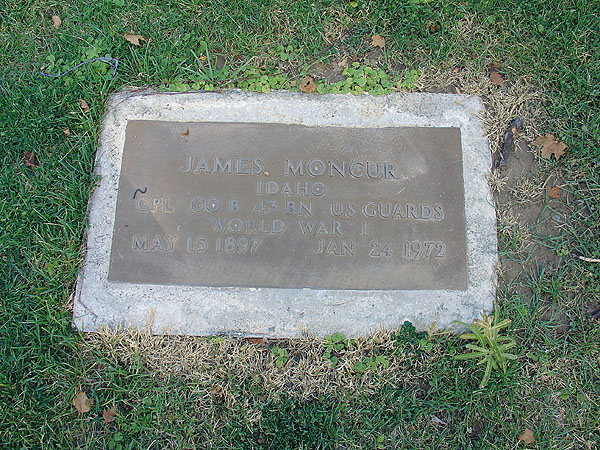 JAMES MONCUR
IDAHO
CPL CO B 43 BN US GUARDS
WORLD WAR I
MAY 15 1897 JAN 24 1972